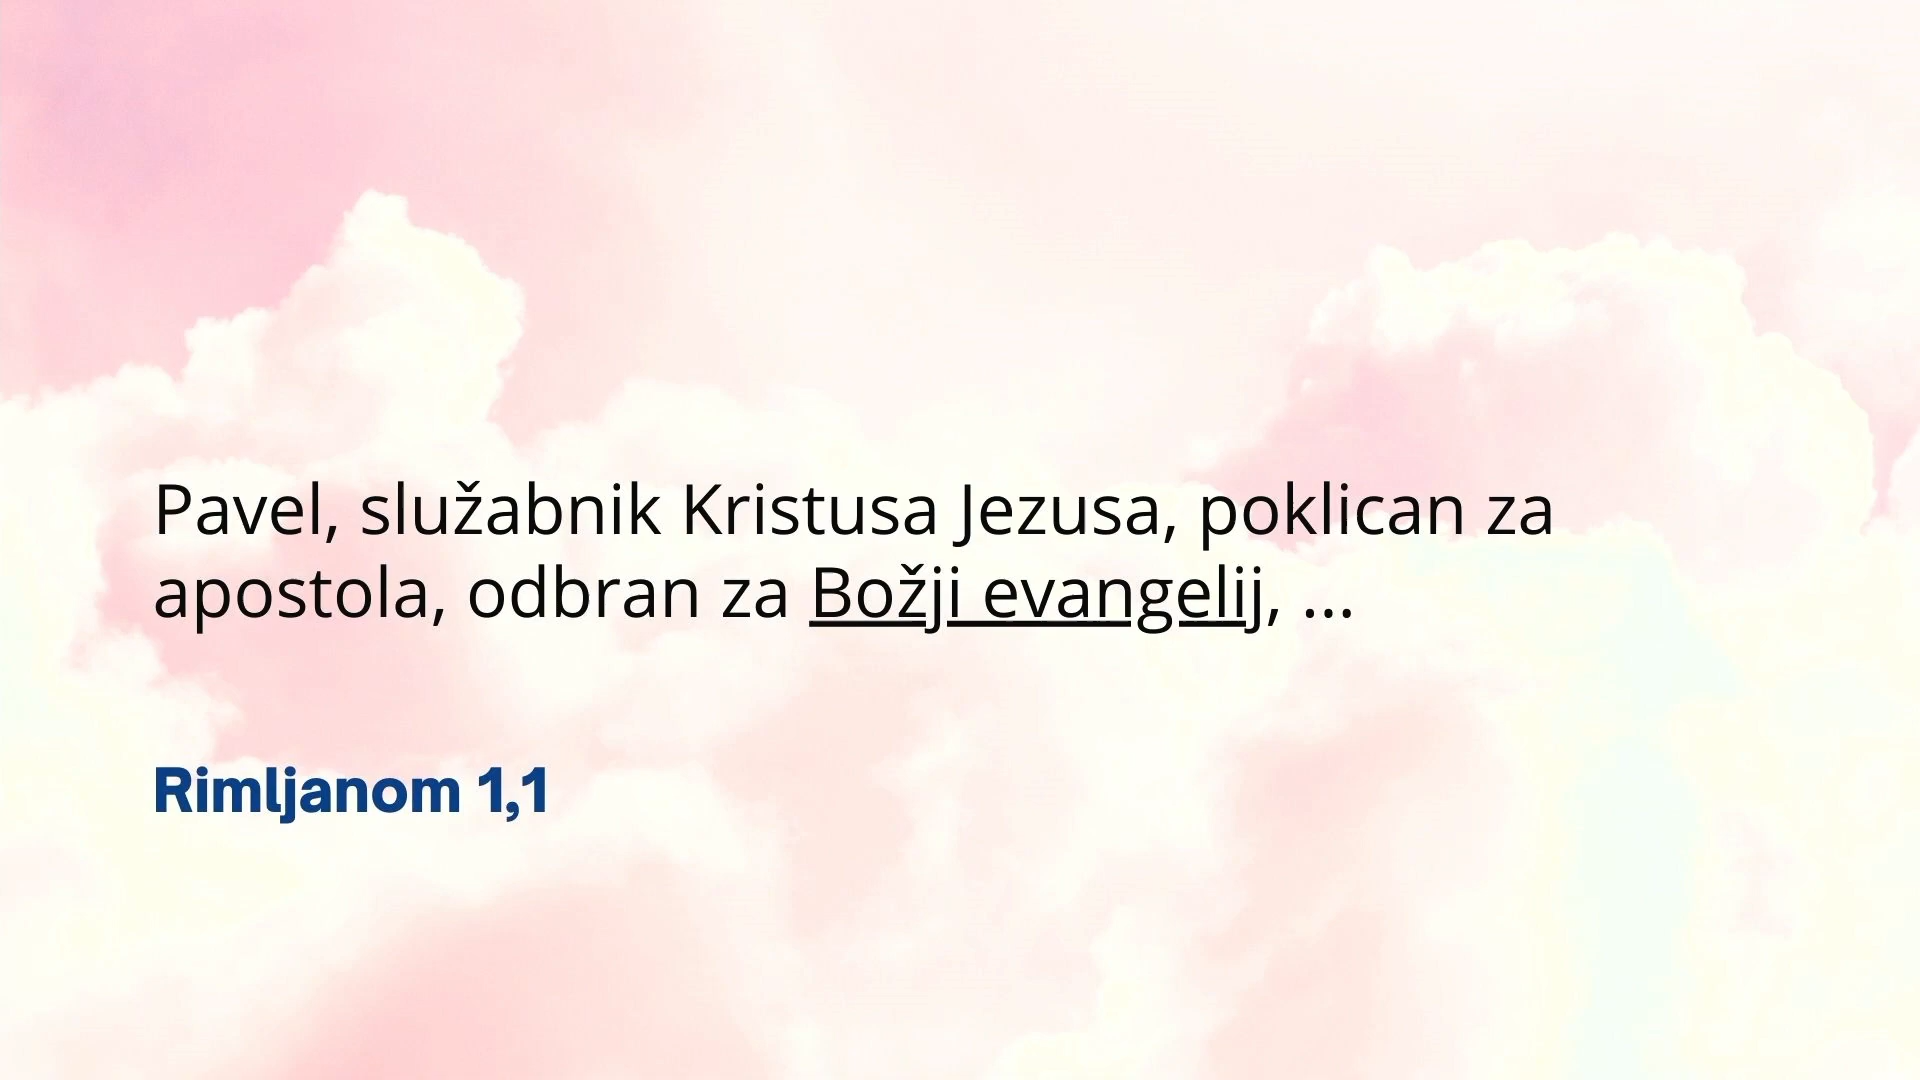 Pavel, služabnik Kristusa Jezusa, poklican za
apostola, odbran za Božji evangelij, ...
Rimljanom 1,1